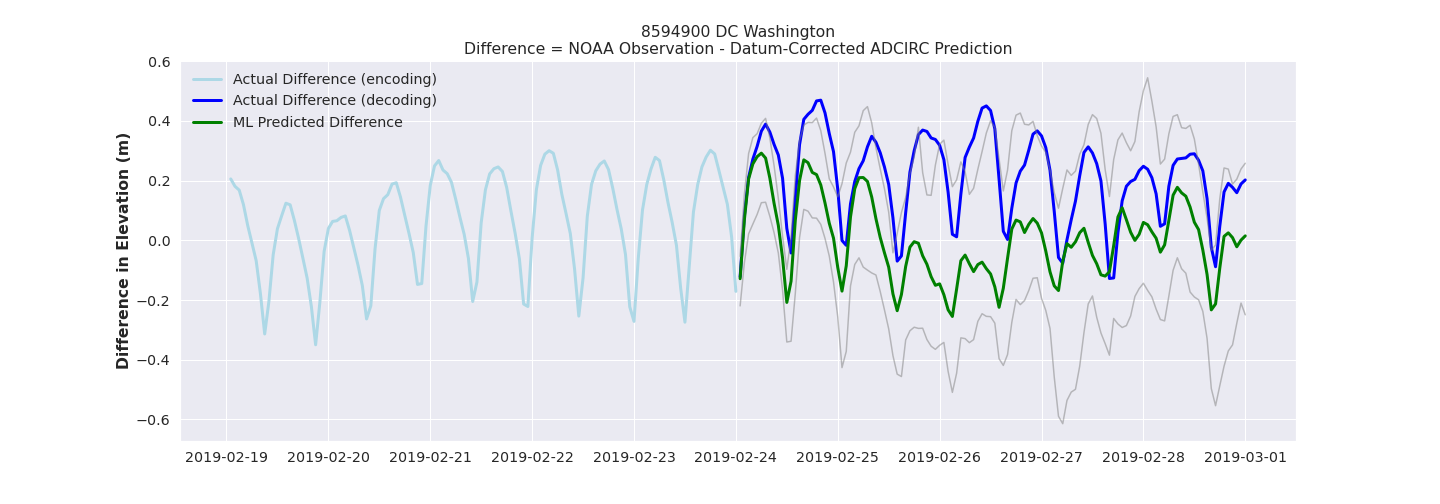 8594900 DC Washington
Difference = NOAA Observation - Datum-Corrected ADCIRC Prediction
Actual Difference (encoding)
Actual Difference (decoding)
ML Predicted Difference
Difference in Elevation (m)
0.6
0.4
0.2
0.0
−0.2
−0.4
−0.6
2019-02-19 2019-02-20 2019-02-21 2019-02-22 2019-02-23 2019-02-24 2019-02-25 2019-02-26 2019-02-27 2019-02-28 2019-03-01